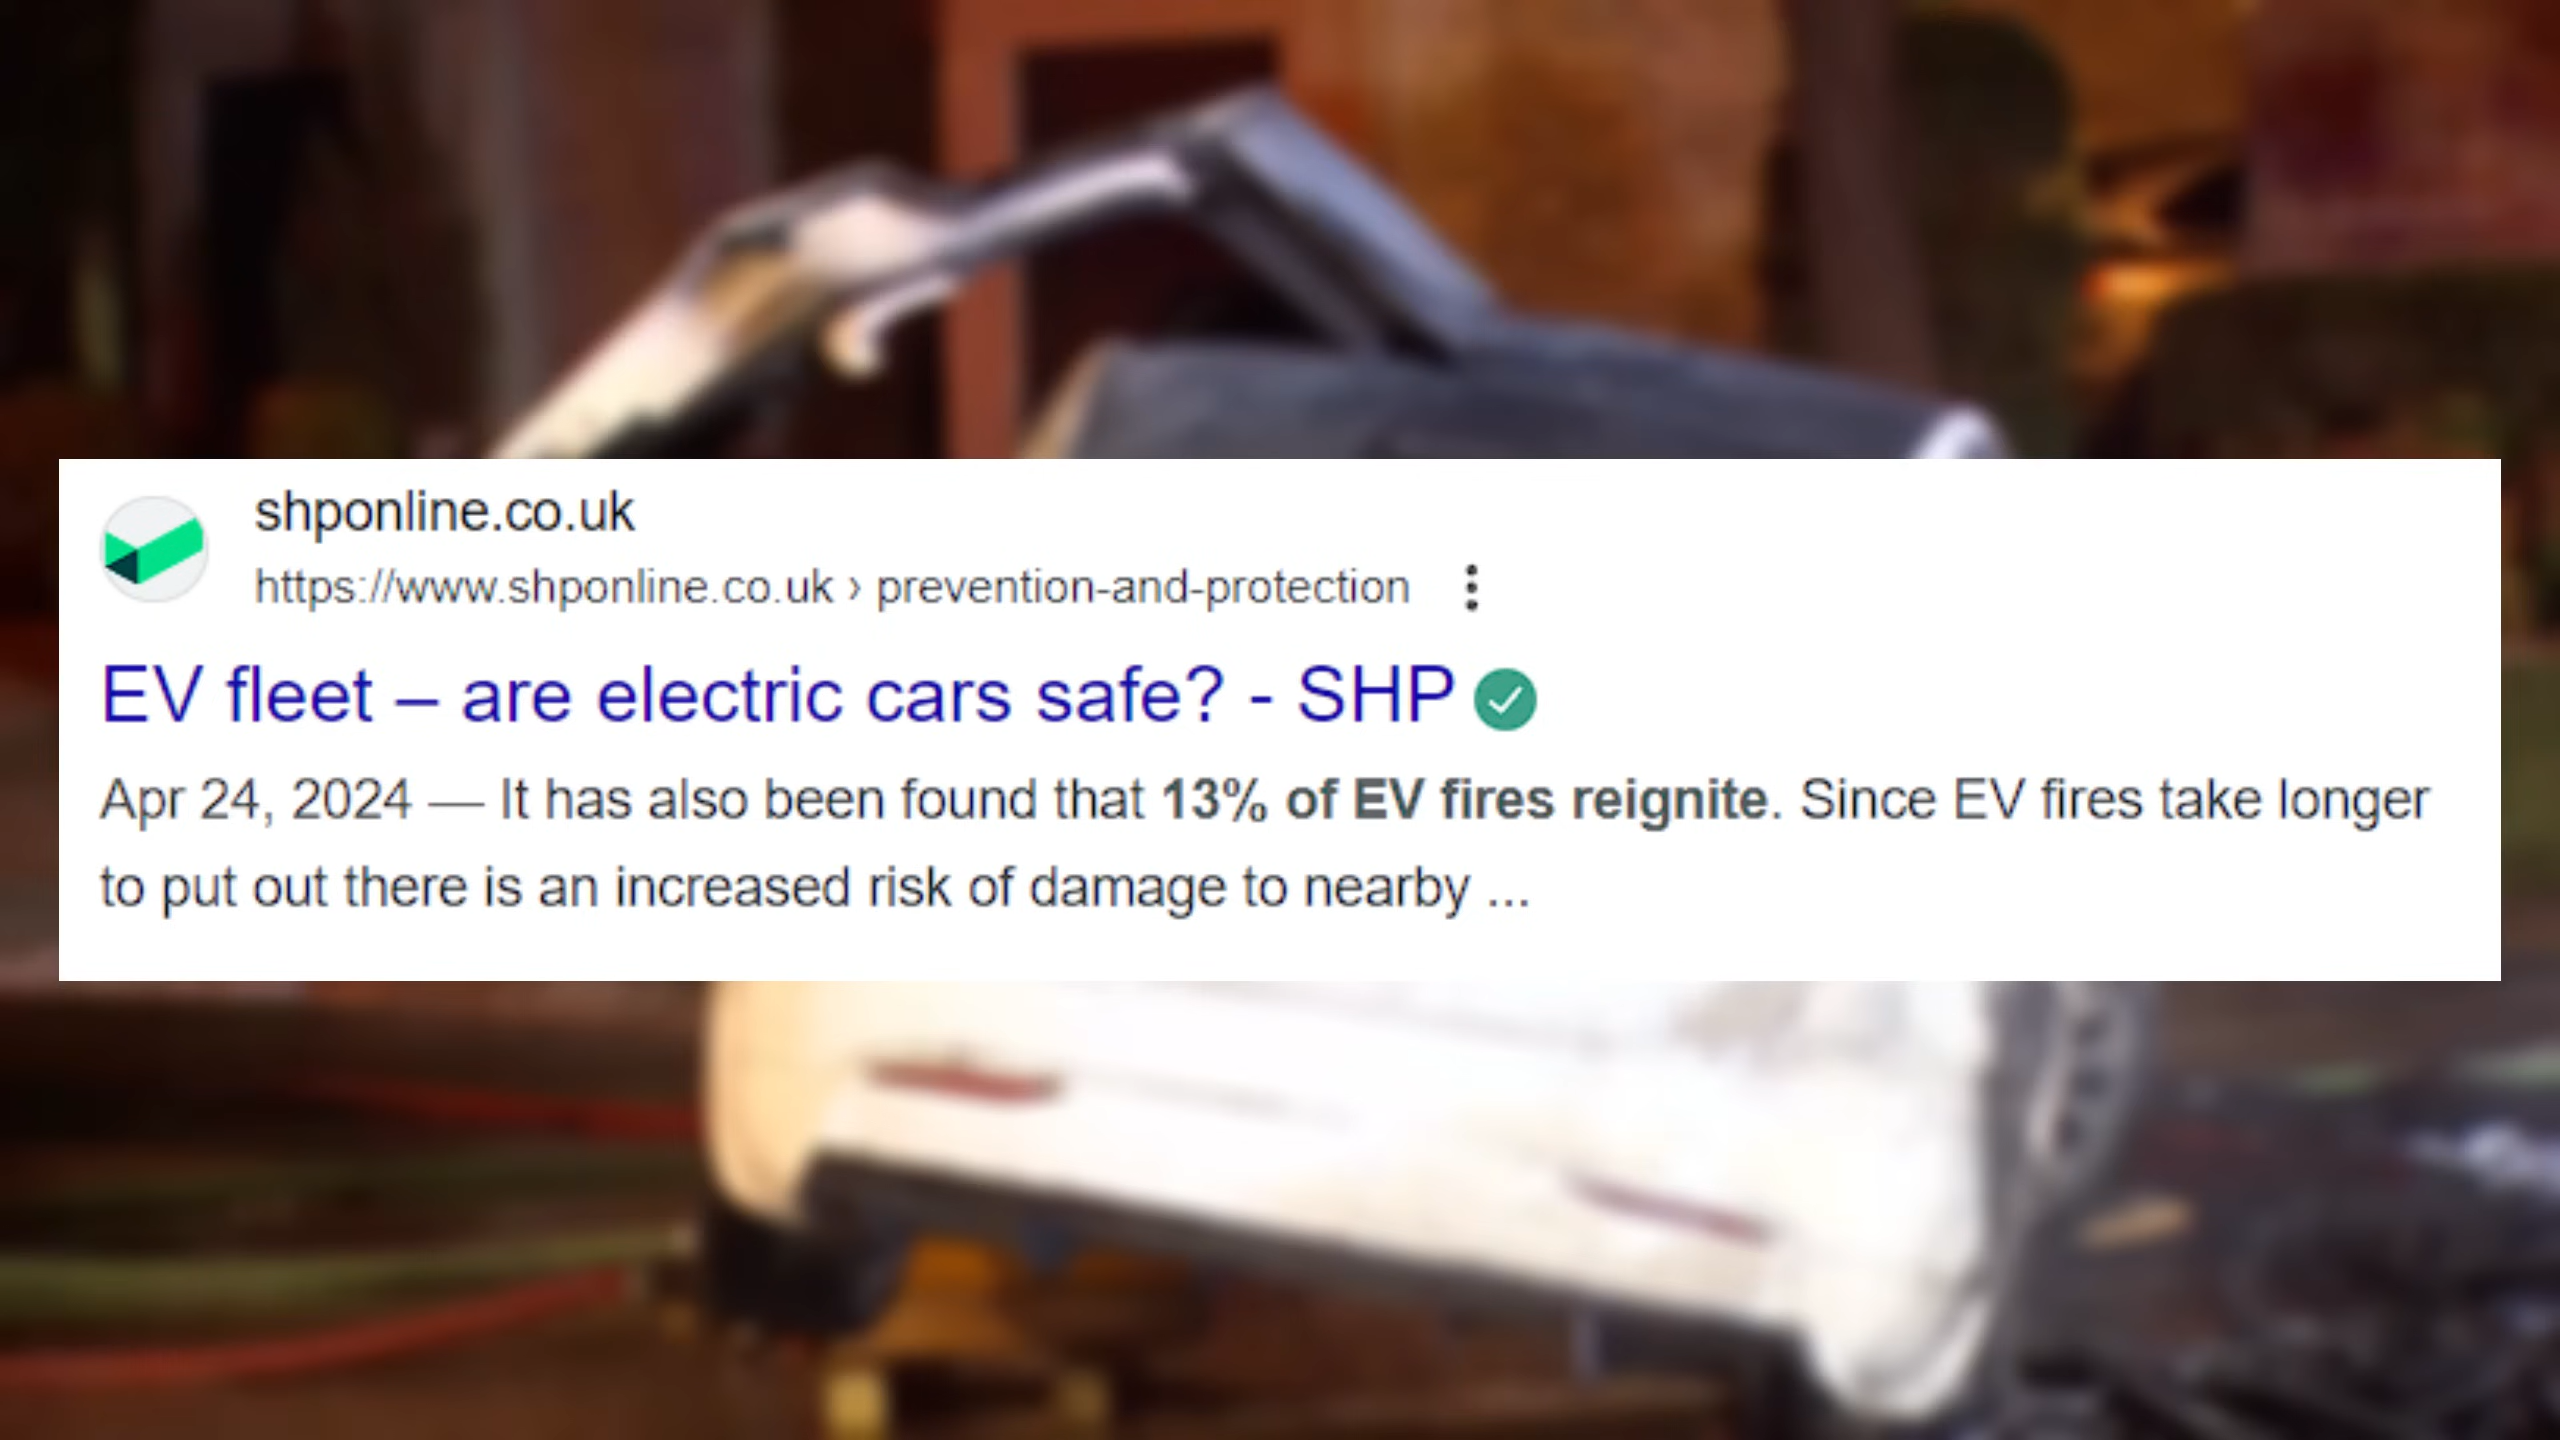 shponline.co.uk
https://www.shponline.co.uk › prevention-and-protection
EV fleet – are electric cars safe? - SHP
Apr 24, 2024 — It has also been found that 13% of EV fires reignite. Since EV fires take longer
to put out there is an increased risk of damage to nearby ...